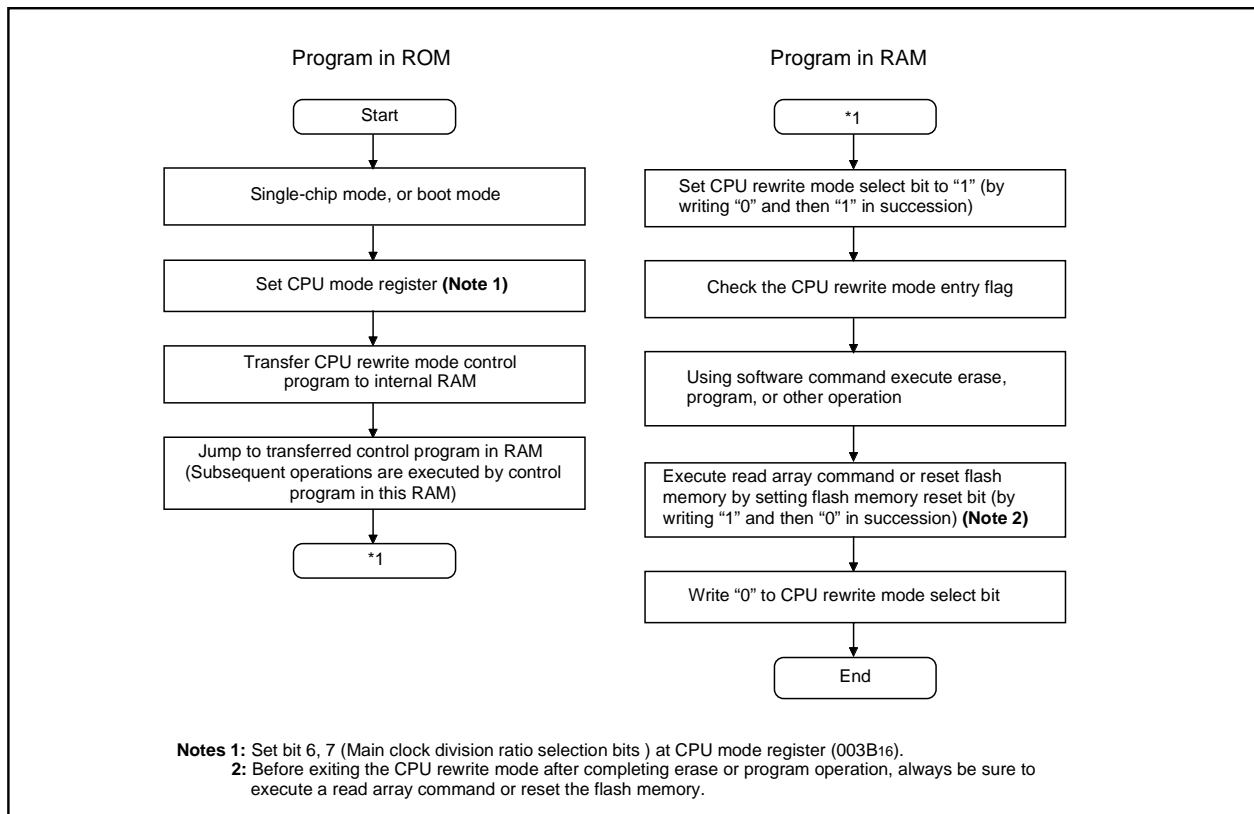 Program in ROM
Start
Single-chip mode, or boot mode
Set CPU mode register (Note 1)
Transfer CPU rewrite mode control
program to internal RAM
Jump to transferred control program in RAM
(Subsequent operations are executed by control
program in this RAM)
*1
Program in RAM
*1
Set CPU rewrite mode select bit to “1” (by
writing “0” and then “1” in succession)
Check the CPU rewrite mode entry flag
Using software command execute erase,
program, or other operation
Execute read array command or reset flash
memory by setting flash memory reset bit (by
writing “1” and then “0” in succession) (Note 2)
Write “0” to CPU rewrite mode select bit
End
Notes 1: Set bit 6, 7 (Main clock division ratio selection bits ) at CPU mode register (003B16).
2: Before exiting the CPU rewrite mode after completing erase or program operation, always be sure to
execute a read array command or reset the flash memory.